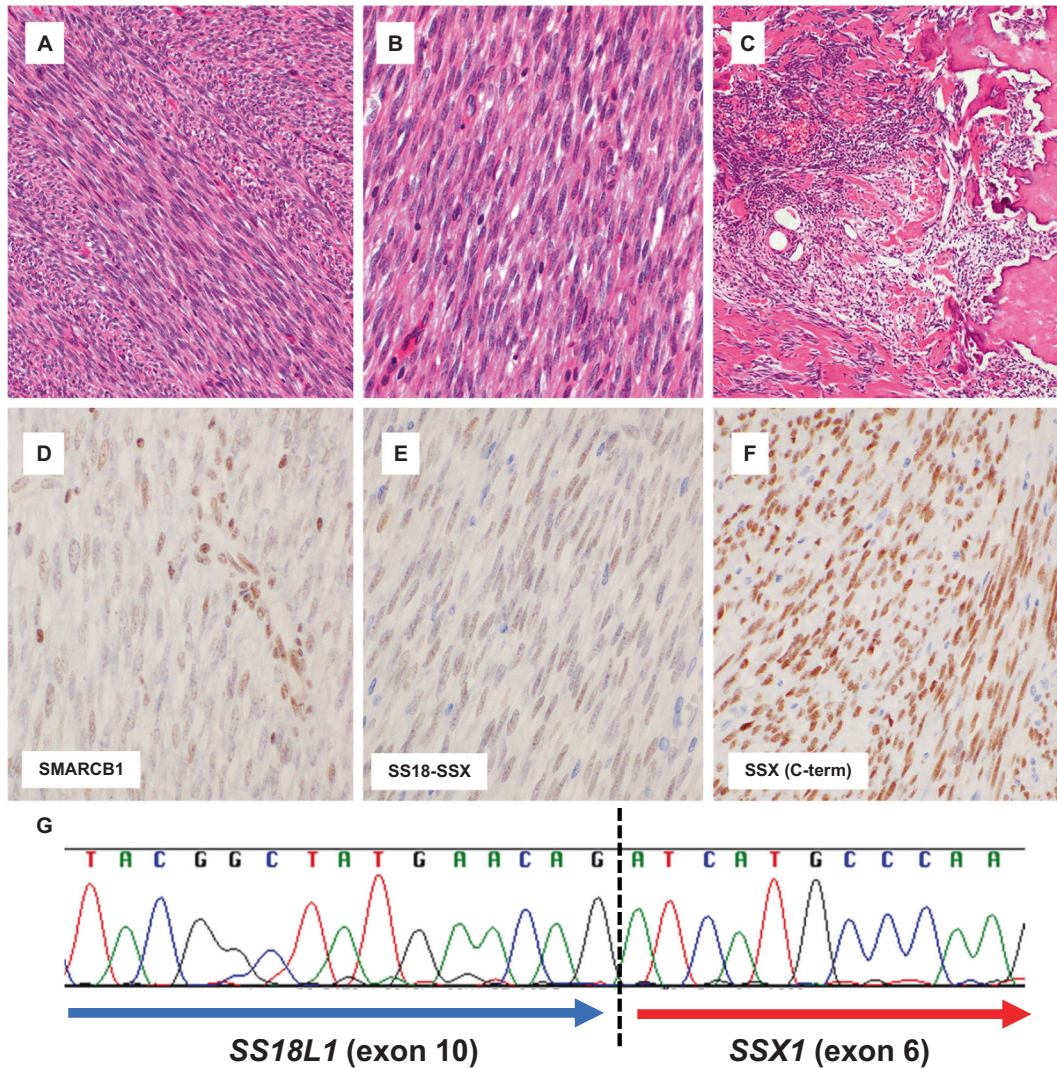 A
B
C
D
E
F
SMARCB1
SS18-SSX
SSX (C-term)
G
T A C G G C T A T G A A C A G A T C A T G C C C A A
SS18L1 (exon 10)
SSX1 (exon 6)